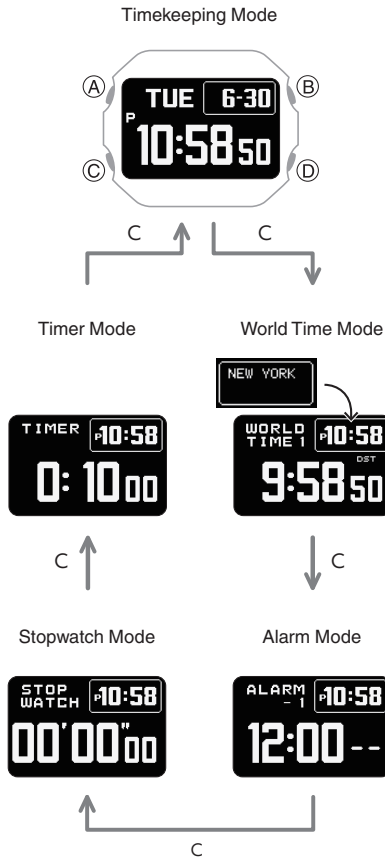 Timekeeping Mode
A
B
TUE 6-30
P
10:58 50
C
D
C
C
Timer Mode
World Time Mode
NEW YORK
TIMER P10:58
0: 10 00
WORLD TIME 1 P10:58
DST
9:58 50
C
C
Stopwatch Mode
Alarm Mode
STOP WATCH P10:58
00'00"00
ALARM - 1 P10:58
12:00--
C